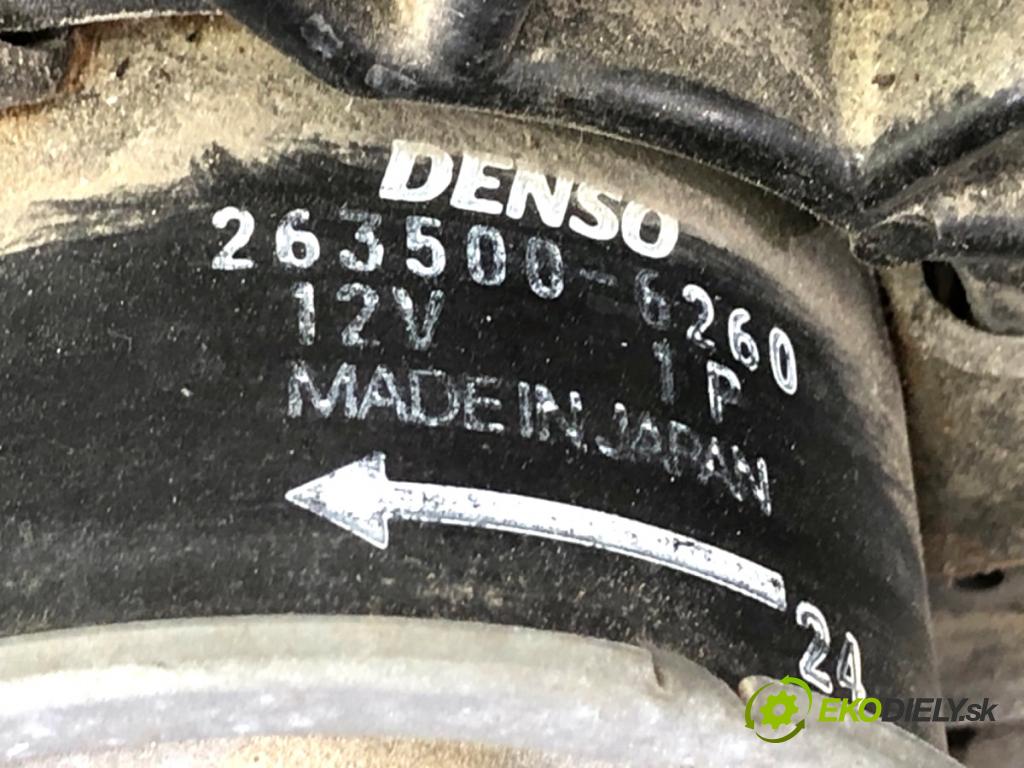 DENSO
263500-6260
12V 1P
MADE IN JAPAN
24
EKODIELY.sk